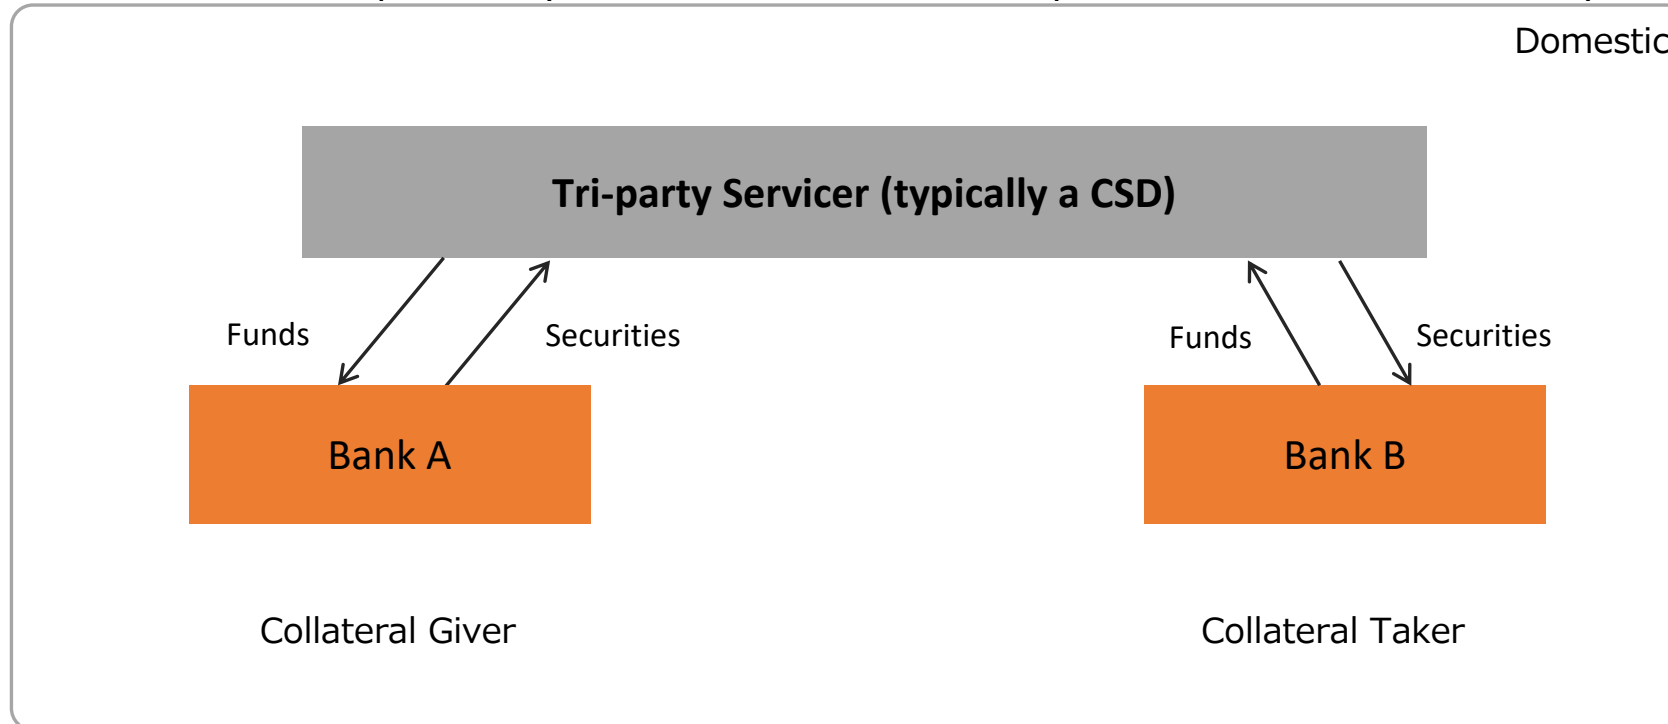 Domestic
Tri-party Servicer (typically a CSD)
Funds
Securities
Funds
Securities
Bank A
Bank B
Collateral Giver
Collateral Taker